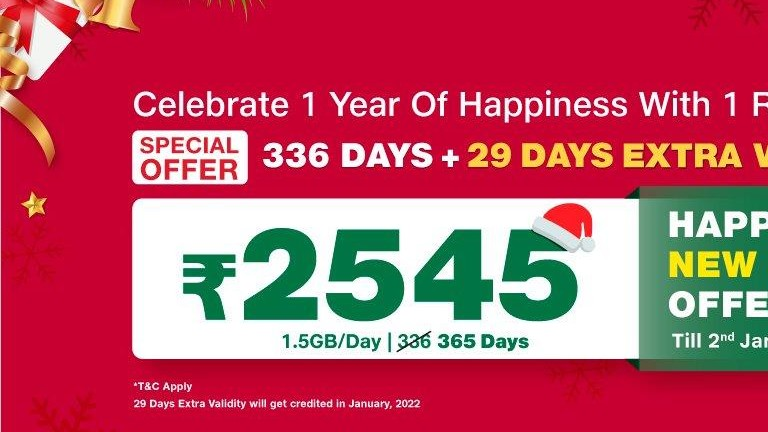 Celebrate 1 Year Of Happiness With 1 R
SPECIAL
OFFER
336 DAYS + 29 DAYS EXTRA V
₹2545
1.5GB/Day | 336 365 Days
HAPP
NEW
OFFE
Till 2nd Jan
*T&C Apply
29 Days Extra Validity will get credited in January, 2022